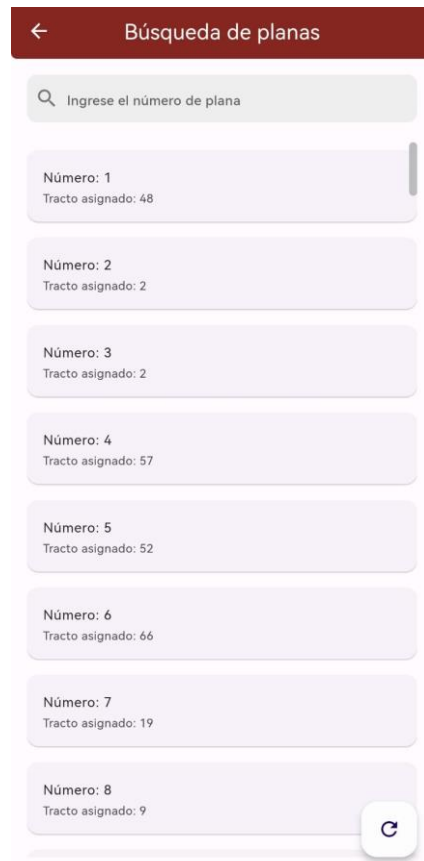 Búsqueda de planas
Ingrese el número de plana
Número: 1
Tracto asignado: 48
Número: 2
Tracto asignado: 2
Número: 3
Tracto asignado: 2
Número: 4
Tracto asignado: 57
Número: 5
Tracto asignado: 52
Número: 6
Tracto asignado: 66
Número: 7
Tracto asignado: 19
Número: 8
Tracto asignado: 9